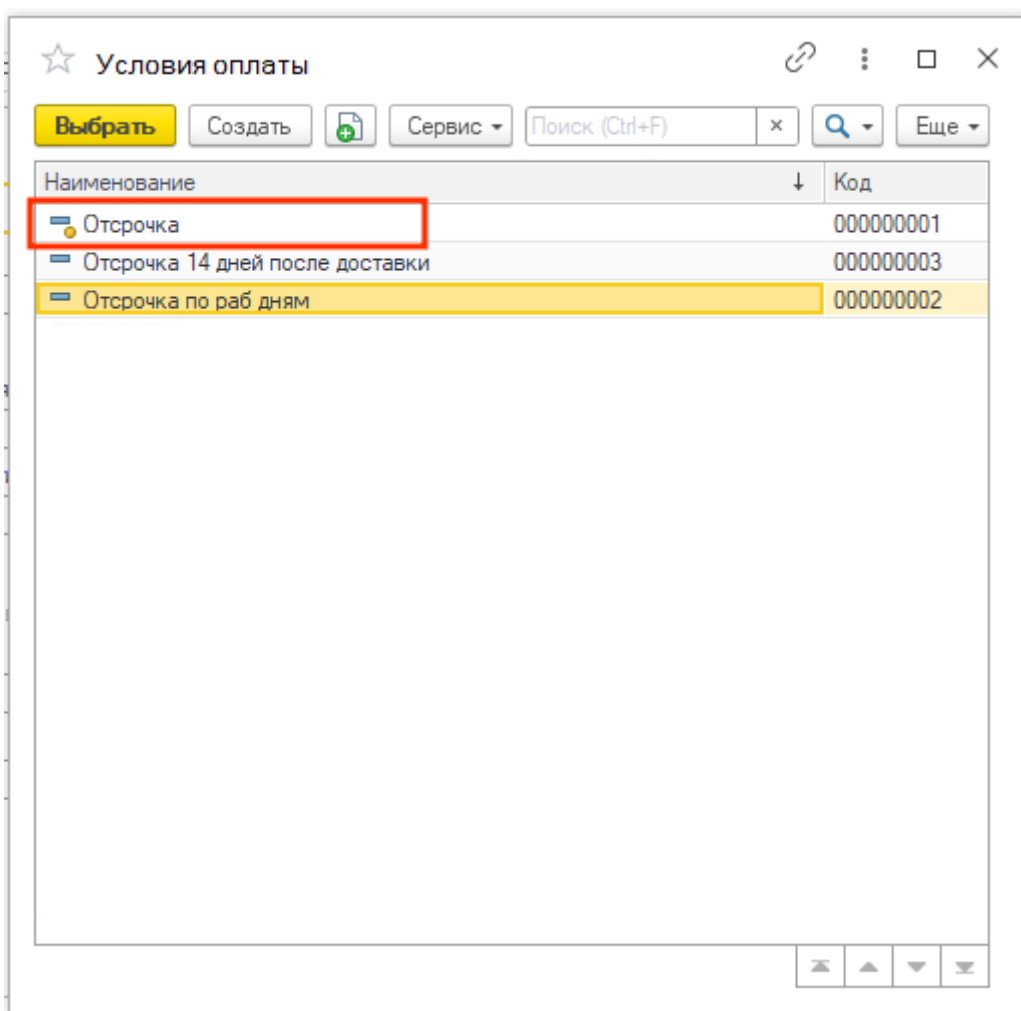 Условия оплаты
Выбрать Создать Сервис Поиск (Ctrl+F) × Еще
Наименование ↓ Код
Отсрочка 000000001
Отсрочка 14 дней после доставки 000000003
Отсрочка по раб дням 000000002